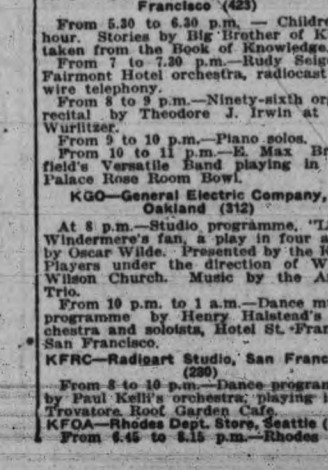 Francisco (423)
From 5.30 to 6.30 p.m. — Childre
hour. Stories by Big Brother of K
taken from the Book of Knowledge
From 7 to 7.30 p.m.—Rudy Seig
Fairmont Hotel orchestra, radiocast
wire telephony.
From 8 to 9 p.m.—Ninety-sixth or
recital by Theodore J. Irwin at
Wurlitzer.
From 9 to 10 p.m.—Piano solos.
From 10 to 11 p.m.—E. Max Br
field's Versatile Band playing in
Palace Rose Room Bowl.
KGO—General Electric Company,
Oakland (312)
At 8 p.m.—Studio programme, "L
Windermere's fan, a play in four a
by Oscar Wilde. Presented by the K
Players under the direction of W
Wilson Church. Music by the A
Trio.
From 10 p.m. to 1 a.m.—Dance m
programme by Henry Halstead's
chestra and soloists, Hotel St. Fran
San Francisco.
KFRC—Radioart Studio, San Franc
(280)
From 8 to 10 p.m.—Dance program
by Paul Kelli's orchestra, playing i
Trovatore Roof Garden Cafe.
KFOA—Rhodes Dept. Store, Seattle (
From 6.45 to 8.15 p.m.—Rhodes